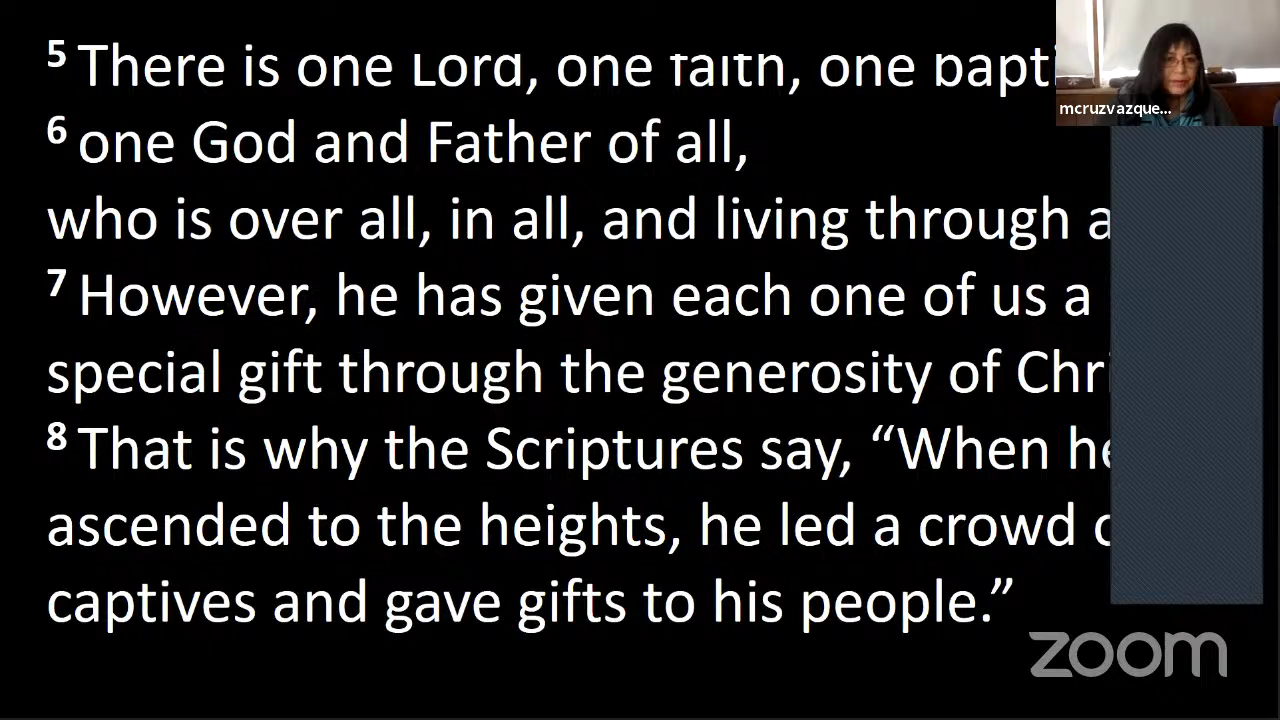 5 There is one Lord, one faith, one bapti
6 one God and Father of all,
who is over all, in all, and living through a
7 However, he has given each one of us a
special gift through the generosity of Chri
8 That is why the Scriptures say, “When he
ascended to the heights, he led a crowd
captives and gave gifts to his people.”
mcruzvazque...
zoom